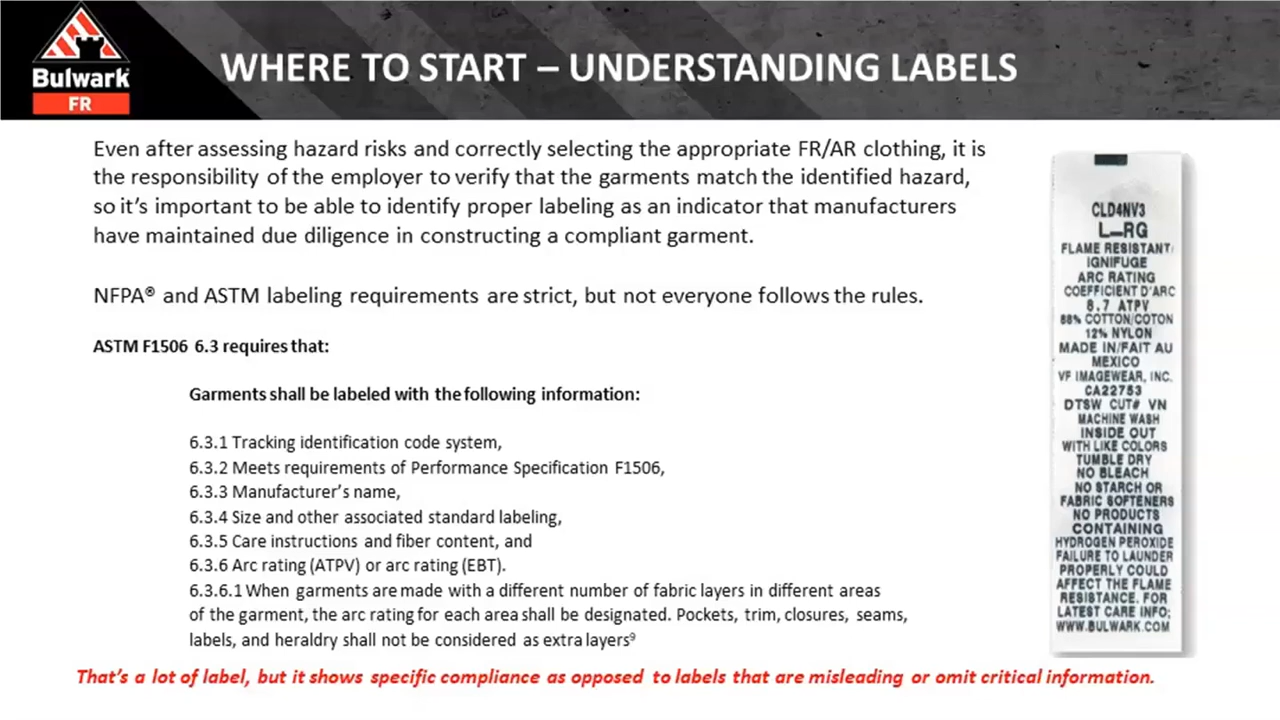 Bulwark
FR
WHERE TO START – UNDERSTANDING LABELS
Even after assessing hazard risks and correctly selecting the appropriate FR/AR clothing, it is
the responsibility of the employer to verify that the garments match the identified hazard,
so it's important to be able to identify proper labeling as an indicator that manufacturers
have maintained due diligence in constructing a compliant garment.
NFPA® and ASTM labeling requirements are strict, but not everyone follows the rules.
ASTM F1506 6.3 requires that:
Garments shall be labeled with the following information:
6.3.1 Tracking identification code system,
6.3.2 Meets requirements of Performance Specification F1506,
6.3.3 Manufacturer's name,
6.3.4 Size and other associated standard labeling,
6.3.5 Care instructions and fiber content, and
6.3.6 Arc rating (ATPV) or arc rating (EBT).
6.3.6.1 When garments are made with a different number of fabric layers in different areas
of the garment, the arc rating for each area shall be designated. Pockets, trim, closures, seams,
labels, and heraldry shall not be considered as extra layers⁹
That's a lot of label, but it shows specific compliance as opposed to labels that are misleading or omit critical information.
CLD4NV3
L–RG
FLAME RESISTANT/
IGNIFUGE
ARC RATING
COEFFICIENT D'ARC
8.7 ATPV
88% COTTON/COTON
12% NYLON
MADE IN/FAIT AU
MEXICO
VF IMAGEWEAR, INC.
CA22753
DTSW CUT# VN
MACHINE WASH
INSIDE OUT
WITH LIKE COLORS
TUMBLE DRY
NO BLEACH
NO STARCH OR
FABRIC SOFTENERS
NO PRODUCTS
CONTAINING
HYDROGEN PEROXIDE
FAILURE TO LAUNDER
PROPERLY COULD
AFFECT THE FLAME
RESISTANCE. FOR
LATEST CARE INFO;
WWW.BULWARK.COM